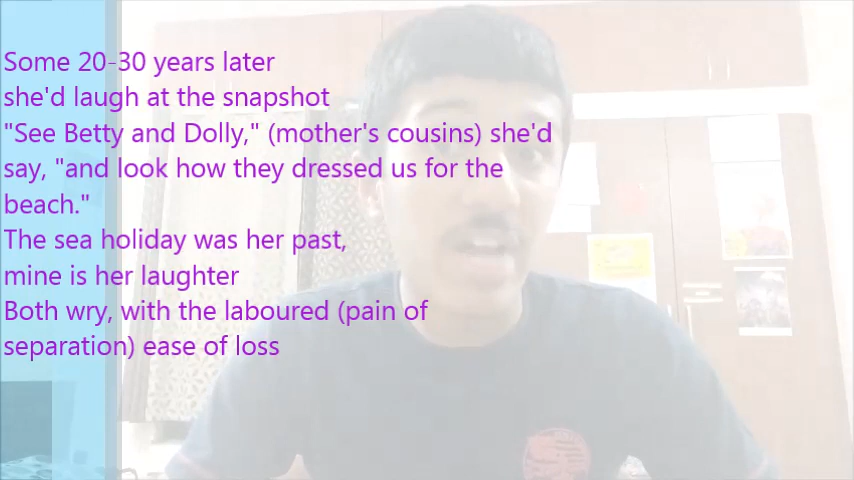 Some 20-30 years later
she'd laugh at the snapshot
"See Betty and Dolly," (mother's cousins) she'd
say, "and look how they dressed us for the
beach."
The sea holiday was her past,
mine is her laughter
Both wry, with the laboured (pain of
separation) ease of loss